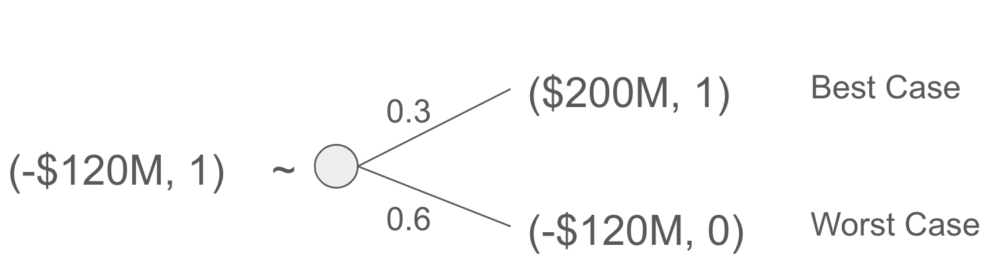 ($200M, 1) Best Case
0.3
(-$120M, 1) ~
0.6
(-$120M, 0) Worst Case